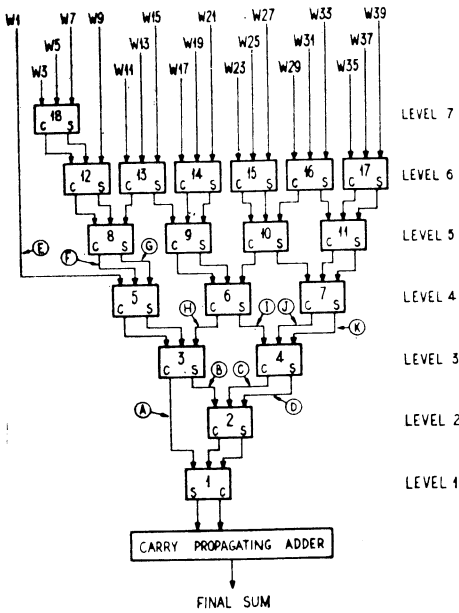 W1 W7 W15 W21 W27 W33 W39
W5 W9 W13 W19 W25 W31 W37
W3 W11 W17 W23 W29 W35
18
C S
LEVEL 7
12 13 14 15 16 17
C S C S C S C S C S C S
LEVEL 6
8 9 10 11
C S C S C S C S
LEVEL 5
E F G
5 6 7
C S C S C S
LEVEL 4
H I J K
3 4
C S C S
LEVEL 3
A B C D
2
C S
LEVEL 2
1
S C
LEVEL 1
CARRY PROPAGATING ADDER
FINAL SUM